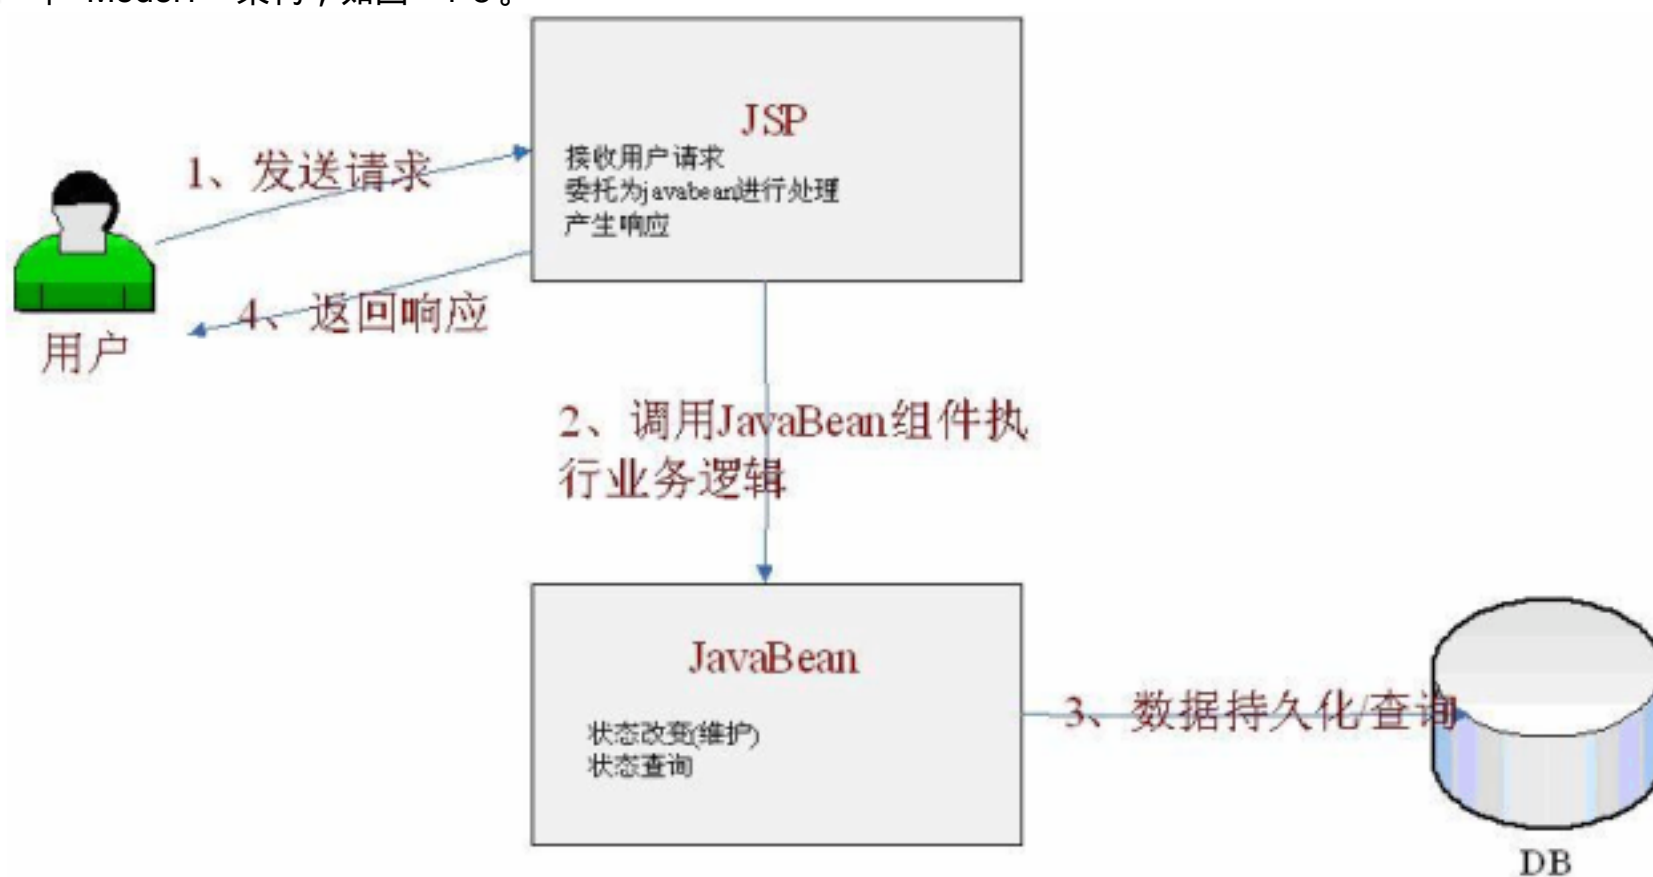 JSP
接收用户请求
委托为javabean进行处理
产生响应
1、发送请求
4、返回响应
用户
2、调用JavaBean组件执
行业务逻辑
JavaBean
状态改变(维护)
状态查询
3、数据持久化/查询
DB